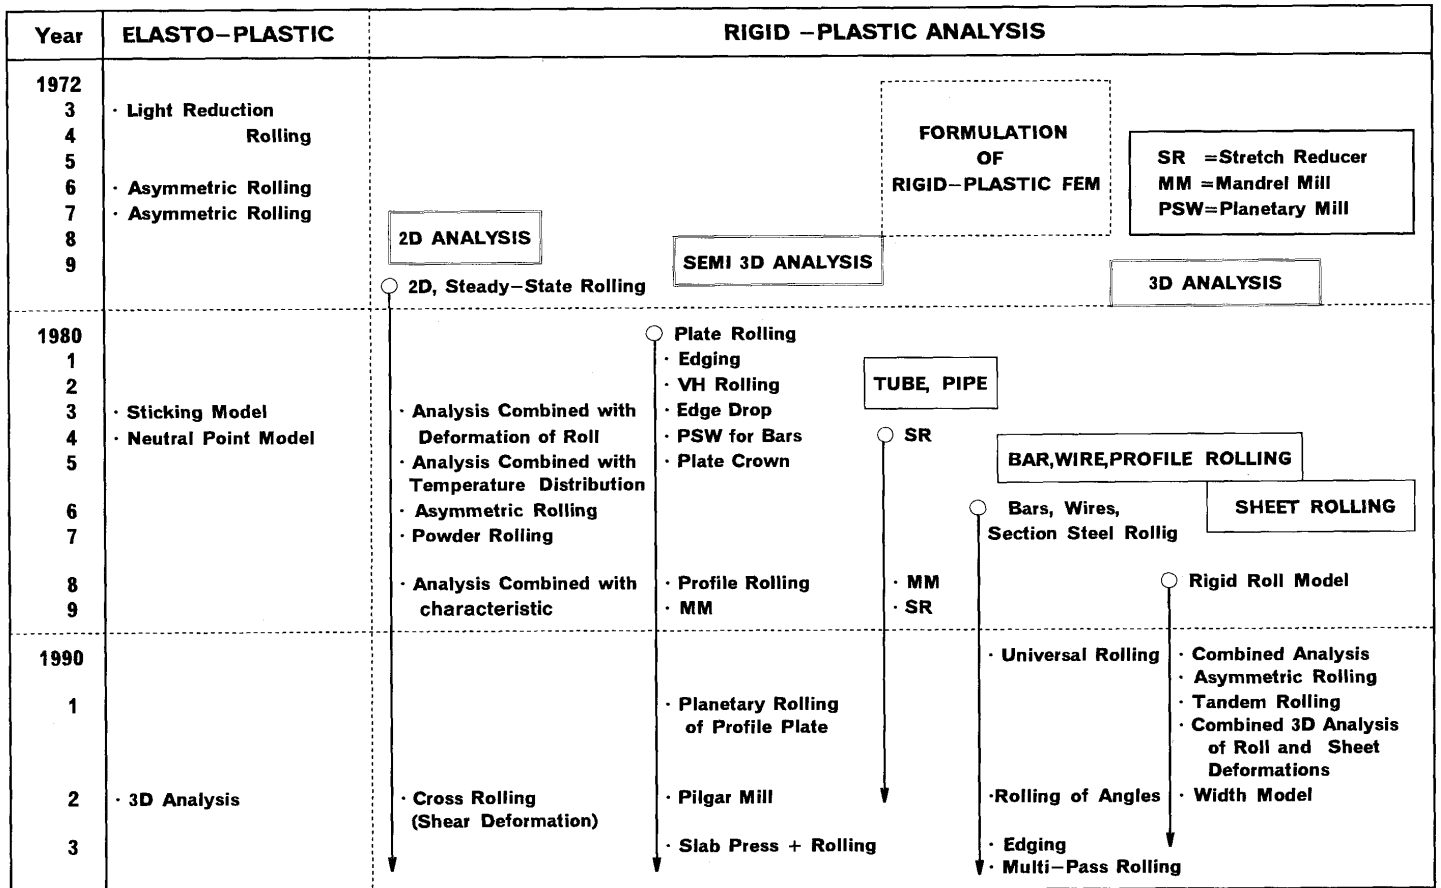 Year ELASTO-PLASTIC RIGID -PLASTIC ANALYSIS
1972
3 · Light Reduction
4 Rolling
5
6 · Asymmetric Rolling
7 · Asymmetric Rolling
8
9
FORMULATION
OF
RIGID-PLASTIC FEM
SR =Stretch Reducer
MM =Mandrel Mill
PSW=Planetary Mill
2D ANALYSIS
SEMI 3D ANALYSIS
3D ANALYSIS
2D, Steady-State Rolling
1980 Plate Rolling
1 · Edging
2 · VH Rolling
TUBE, PIPE
3 · Sticking Model · Analysis Combined with · Edge Drop
4 · Neutral Point Model Deformation of Roll · PSW for Bars SR
5 · Analysis Combined with · Plate Crown
Temperature Distribution
BAR,WIRE,PROFILE ROLLING
SHEET ROLLING
6 · Asymmetric Rolling Bars, Wires,
7 · Powder Rolling Section Steel Rollig
8 · Analysis Combined with · Profile Rolling · MM Rigid Roll Model
9 characteristic · MM · SR
1990 · Universal Rolling · Combined Analysis
· Asymmetric Rolling
1 · Planetary Rolling · Tandem Rolling
of Profile Plate · Combined 3D Analysis
of Roll and Sheet
Deformations
2 · 3D Analysis · Cross Rolling · Pilgar Mill ·Rolling of Angles · Width Model
(Shear Deformation)
3 · Slab Press + Rolling · Edging
· Multi-Pass Rolling